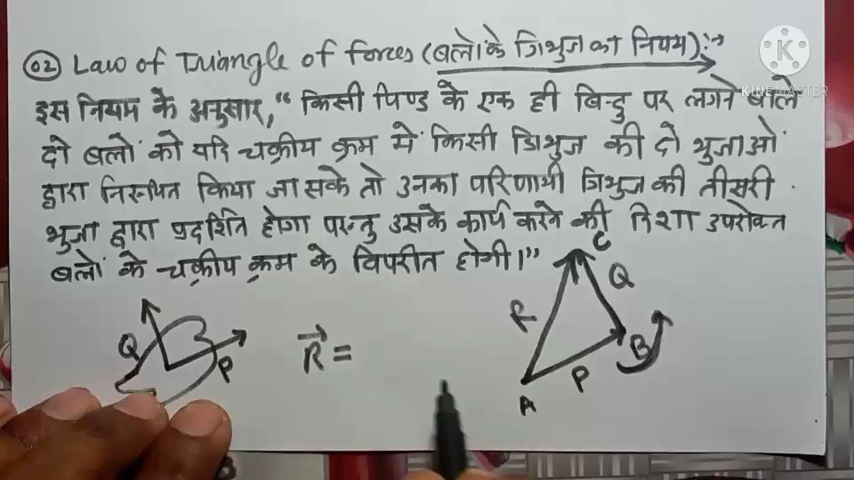 02 Law of Triangle of forces (बलो के त्रिभुज का नियम):→
इस नियम के अनुसार, "किसी पिण्ड के एक ही बिन्दु पर लगने वाले
दो बलों को यदि चक्रीय क्रम में किसी त्रिभुज की दो भुजाओं
द्वारा निरूपित किया जा सके तो उनका परिणामी त्रिभुज की तीसरी
भुजा द्वारा प्रदर्शित होगा परन्तु उसके कार्य करने की दिशा उपरोक्त
बलों के चक्रीय क्रम के विपरीत होगी।"
C
Q
R
Q
P
R⃗ =
B
P
A
K
KINEMASTER